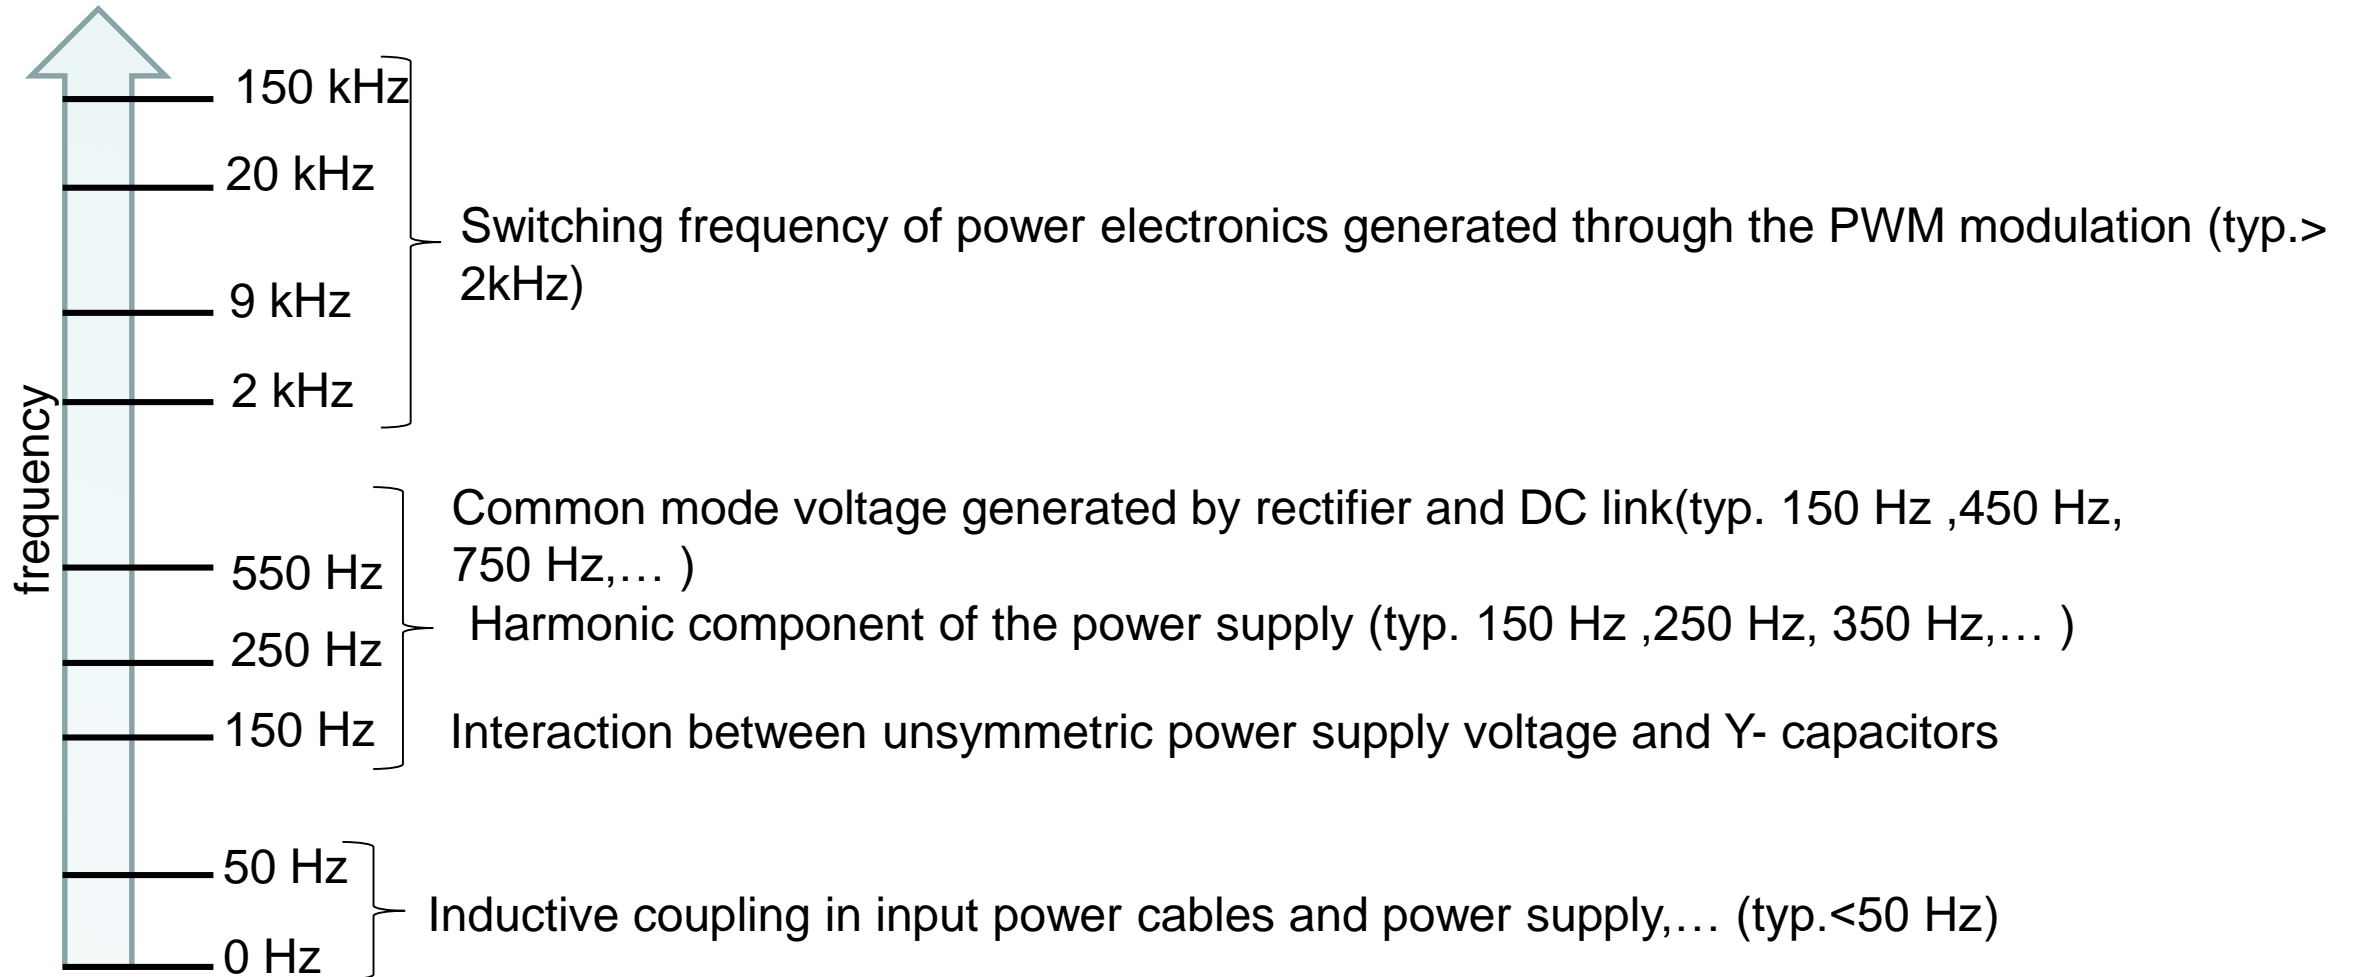 150 kHz
20 kHz
Switching frequency of power electronics generated through the PWM modulation (typ.>
2kHz)
9 kHz
2 kHz
frequency
Common mode voltage generated by rectifier and DC link(typ. 150 Hz ,450 Hz,
750 Hz,… )
550 Hz
Harmonic component of the power supply (typ. 150 Hz ,250 Hz, 350 Hz,… )
250 Hz
150 Hz
Interaction between unsymmetric power supply voltage and Y- capacitors
50 Hz
Inductive coupling in input power cables and power supply,… (typ.<50 Hz)
0 Hz